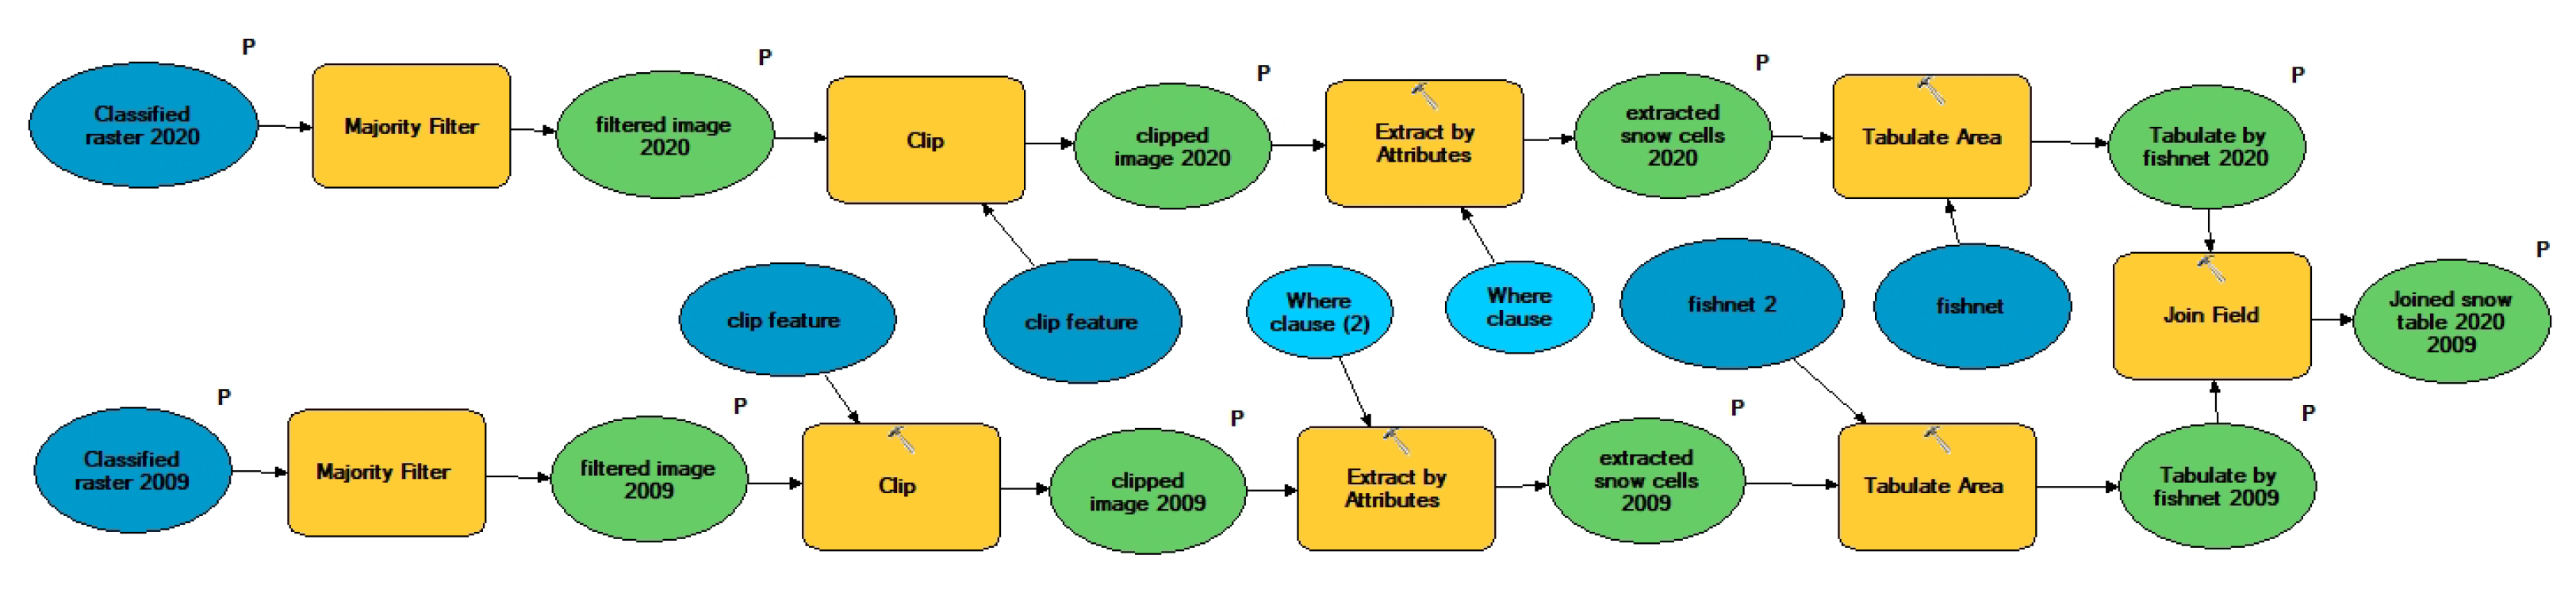 P
Classified
raster 2020
Majority Filter
P
filtered image
2020
Clip
P
clipped
image 2020
Extract by
Attributes
P
extracted
snow cells
2020
Tabulate Area
P
Tabulate by
fishnet 2020
clip feature
clip feature
Where
clause (2)
Where
clause
fishnet 2
fishnet
Join Field
P
Joined snow
table 2020
2009
P
Classified
raster 2009
Majority Filter
P
filtered image
2009
Clip
P
clipped
image 2009
Extract by
Attributes
P
extracted
snow cells
2009
Tabulate Area
P
Tabulate by
fishnet 2009